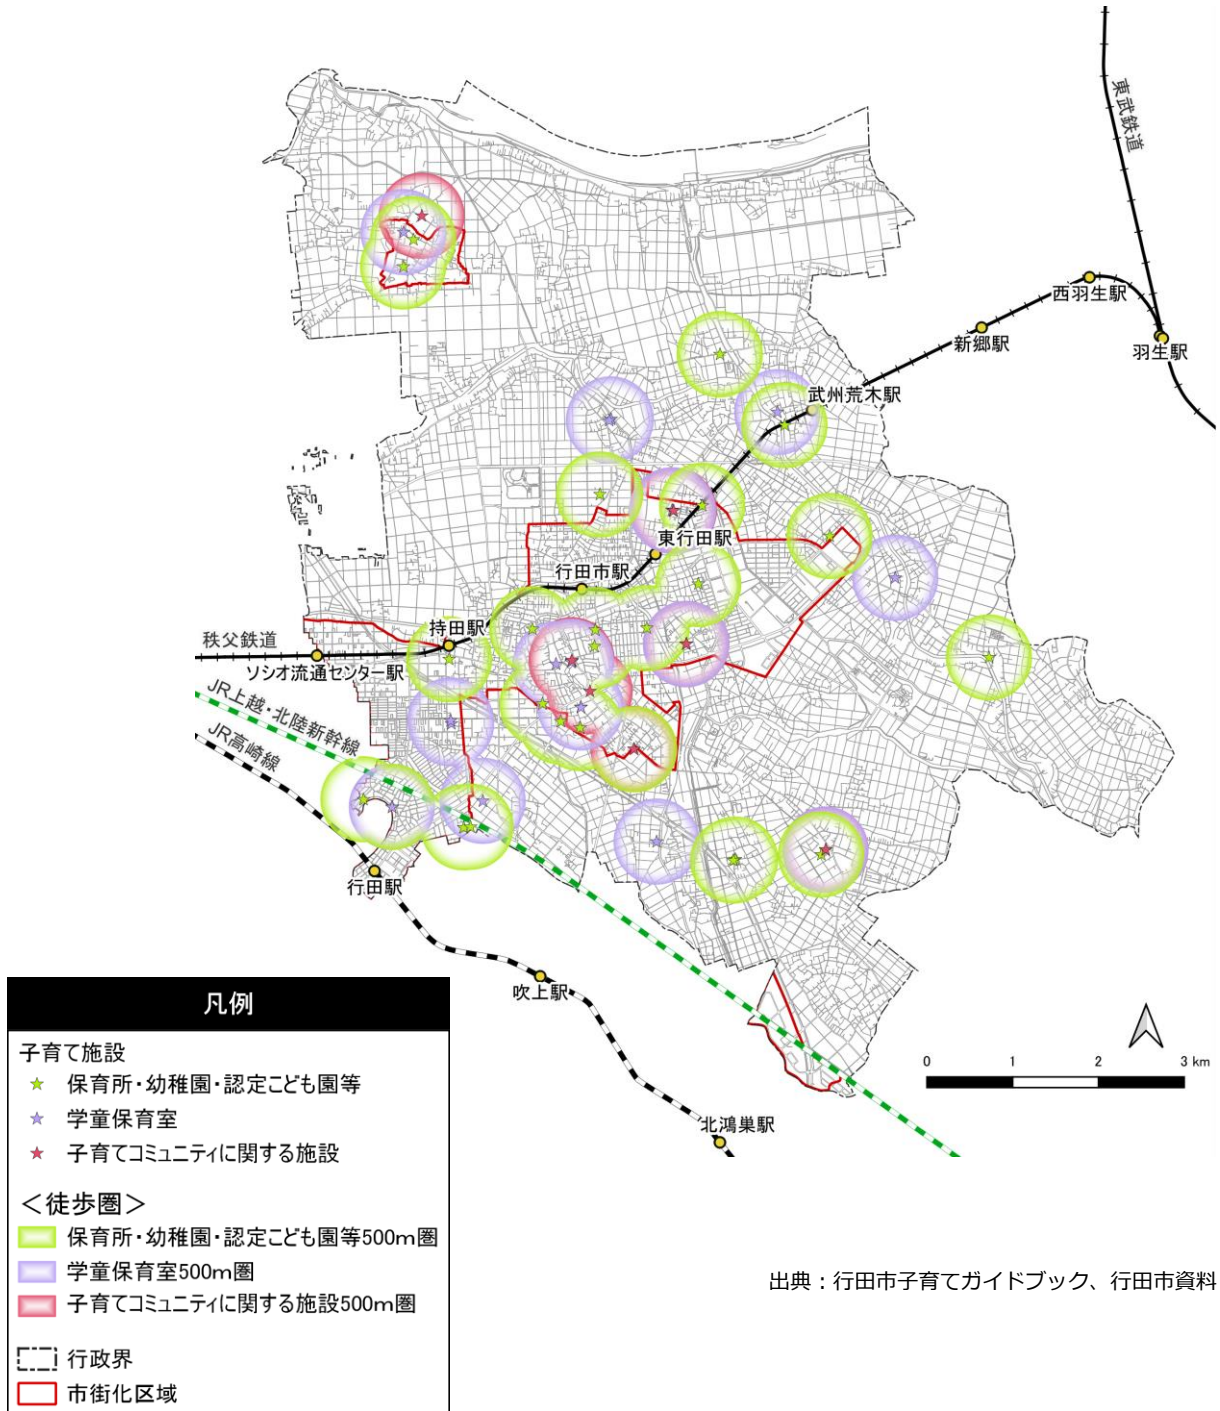 東武鉄道
西羽生駅
新郷駅
羽生駅
武州荒木駅
東行田駅
行田市駅
持田駅
秩父鉄道
ソシオ流通センター駅
JR上越・北陸新幹線
JR高崎線
行田駅
吹上駅
北鴻巣駅
0 1 2 3 km
凡例
子育て施設
保育所・幼稚園・認定こども園等
学童保育室
子育てコミュニティに関する施設
＜徒歩圏＞
保育所・幼稚園・認定こども園等500m圏
学童保育室500m圏
子育てコミュニティに関する施設500m圏
行政界
市街化区域
出典：行田市子育てガイドブック、行田市資料